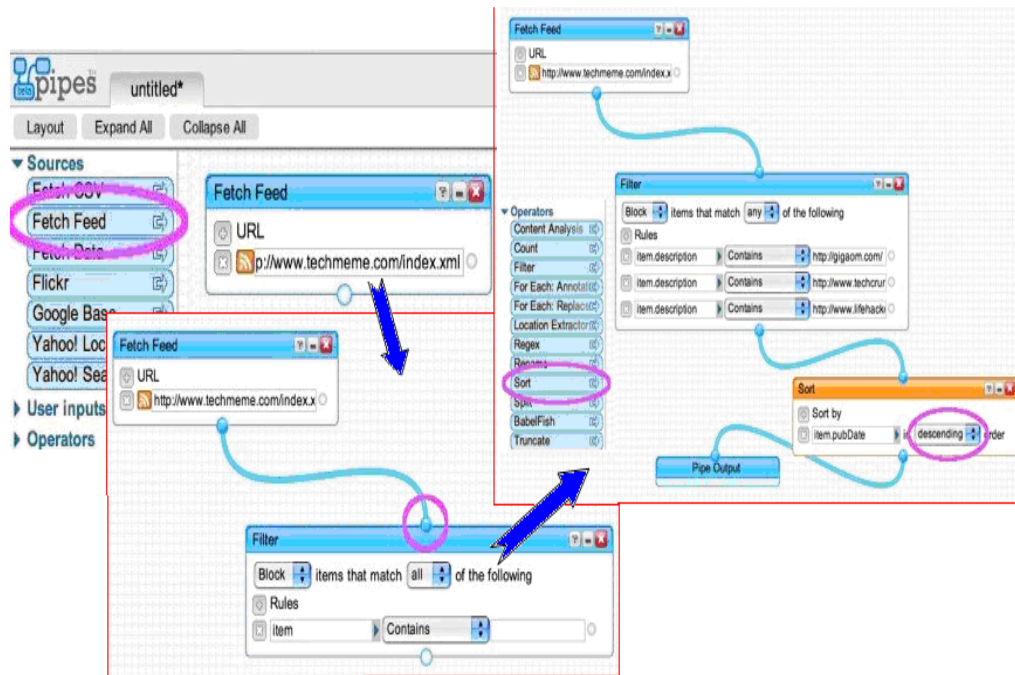 pipes
beta
untitled*
Layout Expand All Collapse All
Sources
Fetch CSV
Fetch Feed
Fetch Data
Flickr
Google Base
Yahoo! Loc
Yahoo! Sea
User inputs
Operators
Fetch Feed
URL
p://www.techmeme.com/index.xml
Fetch Feed
URL
http://www.techmeme.com/index.x
Filter
Block items that match all of the following
Rules
item Contains
Fetch Feed
URL
http://www.techmeme.com/index.x
Operators
Content Analysis
Count
Filter
For Each: Annotat
For Each: Replace
Location Extractor
Regex
Rename
Sort
Split
BabelFish
Truncate
Filter
Block items that match any of the following
Rules
item.description Contains http://gigaom.com/
item.description Contains http://www.techcrur
item.description Contains http://www.lifehack
Sort
Sort by
item.pubDate in descending order
Pipe Output